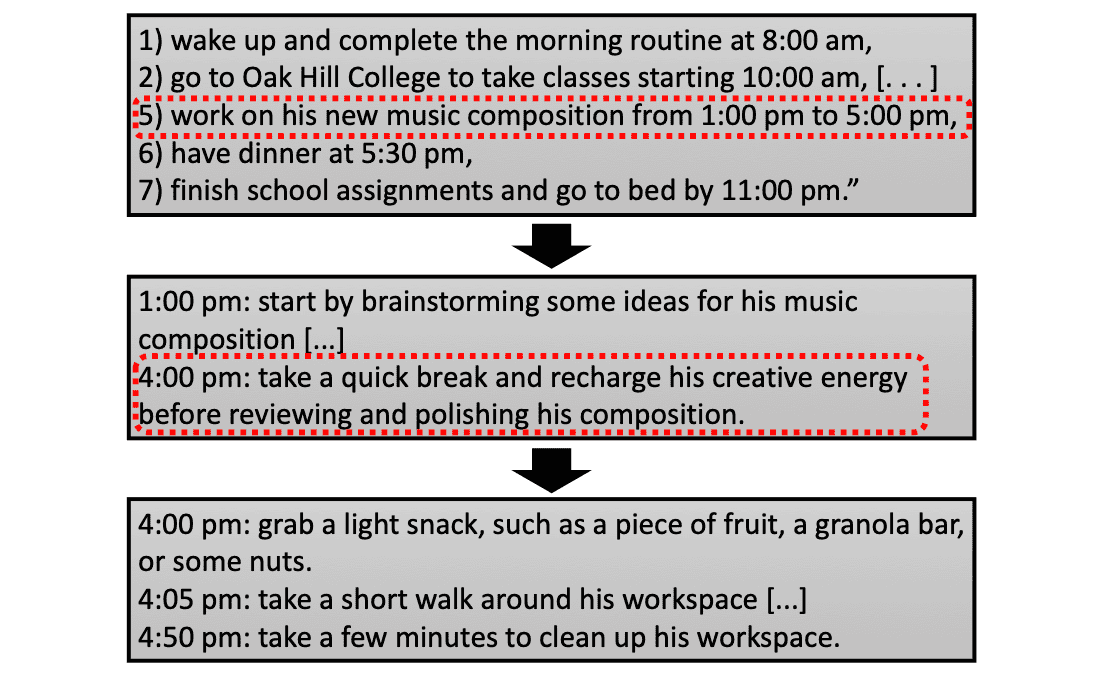 1) wake up and complete the morning routine at 8:00 am,
2) go to Oak Hill College to take classes starting 10:00 am, [. . . ]
5) work on his new music composition from 1:00 pm to 5:00 pm,
6) have dinner at 5:30 pm,
7) finish school assignments and go to bed by 11:00 pm.”
1:00 pm: start by brainstorming some ideas for his music
composition [...]
4:00 pm: take a quick break and recharge his creative energy
before reviewing and polishing his composition.
4:00 pm: grab a light snack, such as a piece of fruit, a granola bar,
or some nuts.
4:05 pm: take a short walk around his workspace [...]
4:50 pm: take a few minutes to clean up his workspace.